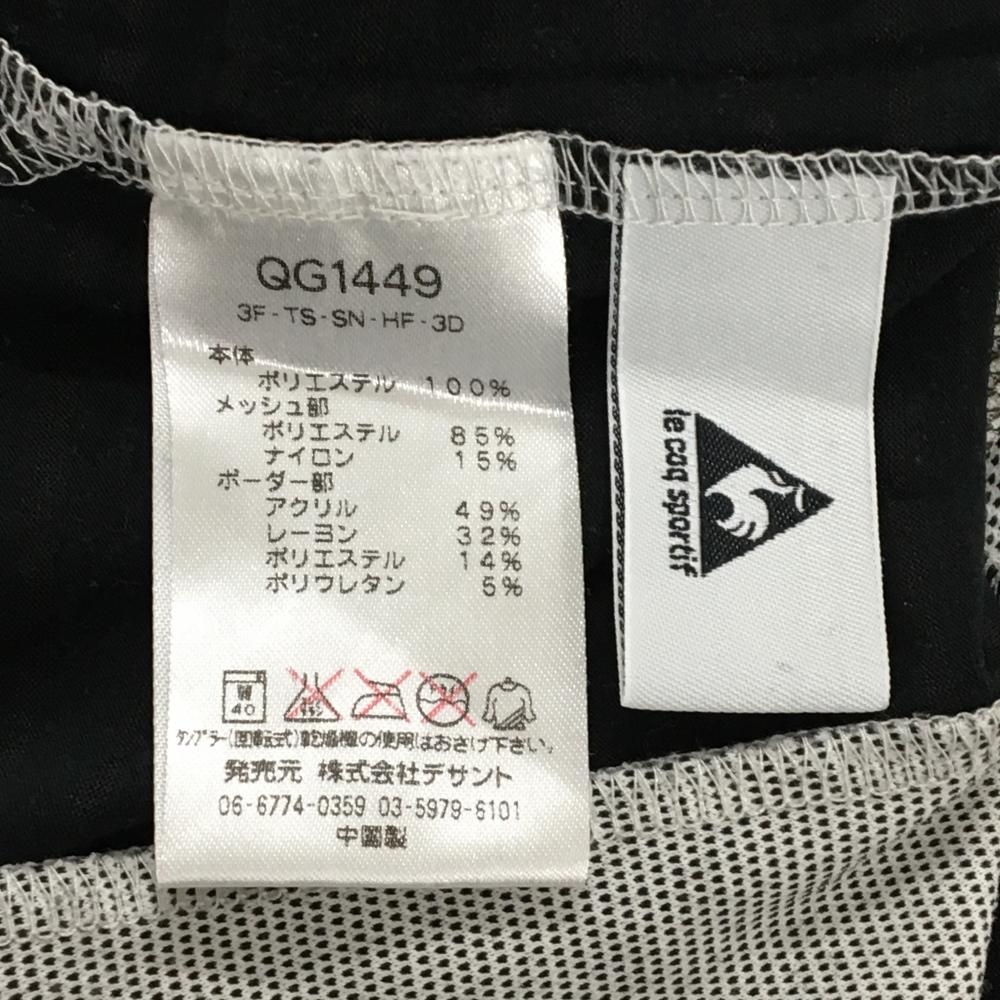 QG1449
3F-TS-SN-HF-3D
本体
ポリエステル 100%
メッシュ部
ポリエステル 85%
ナイロン 15%
ボーダー部
アクリル 49%
レーヨン 32%
ポリエステル 14%
ポリウレタン 5%
W
40
タンブラー(回転式)乾燥機の使用はおさけ下さい。
発売元 株式会社デサント
06-6774-0359 03-5979-6101
中国製
le coq sportif